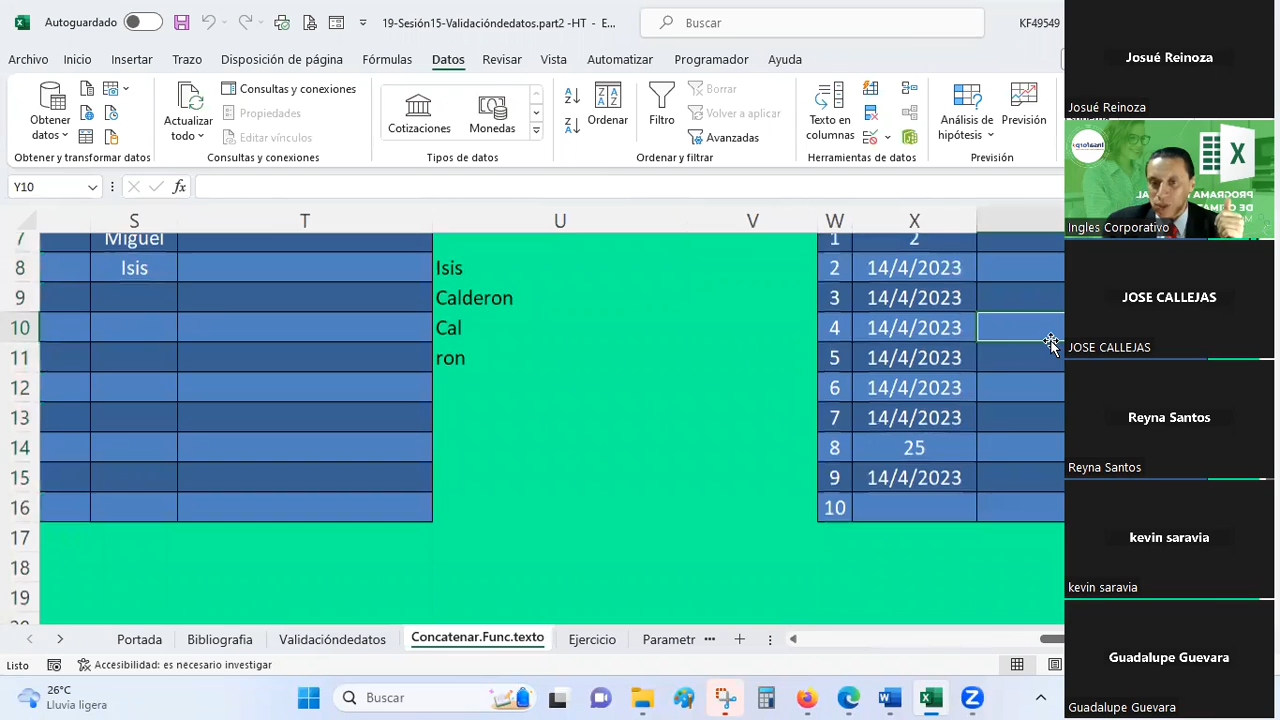 Autoguardado
19-Sesión15-Validacióndedatos.part2 -HT - E...
Buscar
KF49549
Archivo Inicio Insertar Trazo Disposición de página Fórmulas Datos Revisar Vista Automatizar Programador Ayuda
Obtener datos
Actualizar todo
Consultas y conexiones
Propiedades
Editar vínculos
Cotizaciones
Monedas
Ordenar
Filtro
Borrar
Volver a aplicar
Avanzadas
Texto en columnas
Análisis de hipótesis
Previsión
Obtener y transformar datos
Consultas y conexiones
Tipos de datos
Ordenar y filtrar
Herramientas de datos
Previsión
Y10
fx
S T U V W X
7 Miguel 1 2
8 Isis Isis 2 14/4/2023
9 Calderon 3 14/4/2023
10 Cal 4 14/4/2023
11 ron 5 14/4/2023
12 6 14/4/2023
13 7 14/4/2023
14 8 25
15 9 14/4/2023
16 10
17
18
19
Portada Bibliografia Validacióndedatos Concatenar.Func.texto Ejercicio Parametr ...
Listo
Accesibilidad: es necesario investigar
26°C
Lluvia ligera
Buscar
Josué Reinoza
Josué Reinoza
PROGRAMA
Ingles Corporativo
JOSE CALLEJAS
JOSE CALLEJAS
Reyna Santos
Reyna Santos
kevin saravia
kevin saravia
Guadalupe Guevara
Guadalupe Guevara